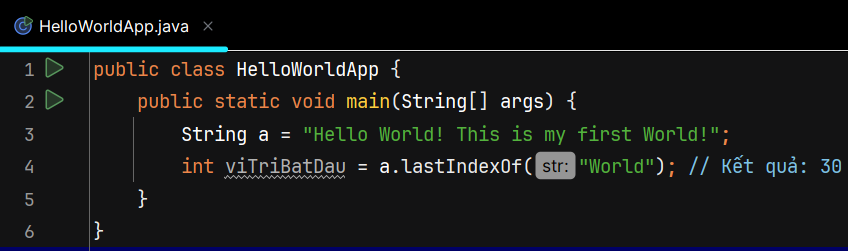 HelloWorldApp.java
1 public class HelloWorldApp {
2 public static void main(String[] args) {
3 String a = "Hello World! This is my first World!";
4 int viTriBatDau = a.lastIndexOf( str: "World"); // Kết quả: 30
5 }
6 }